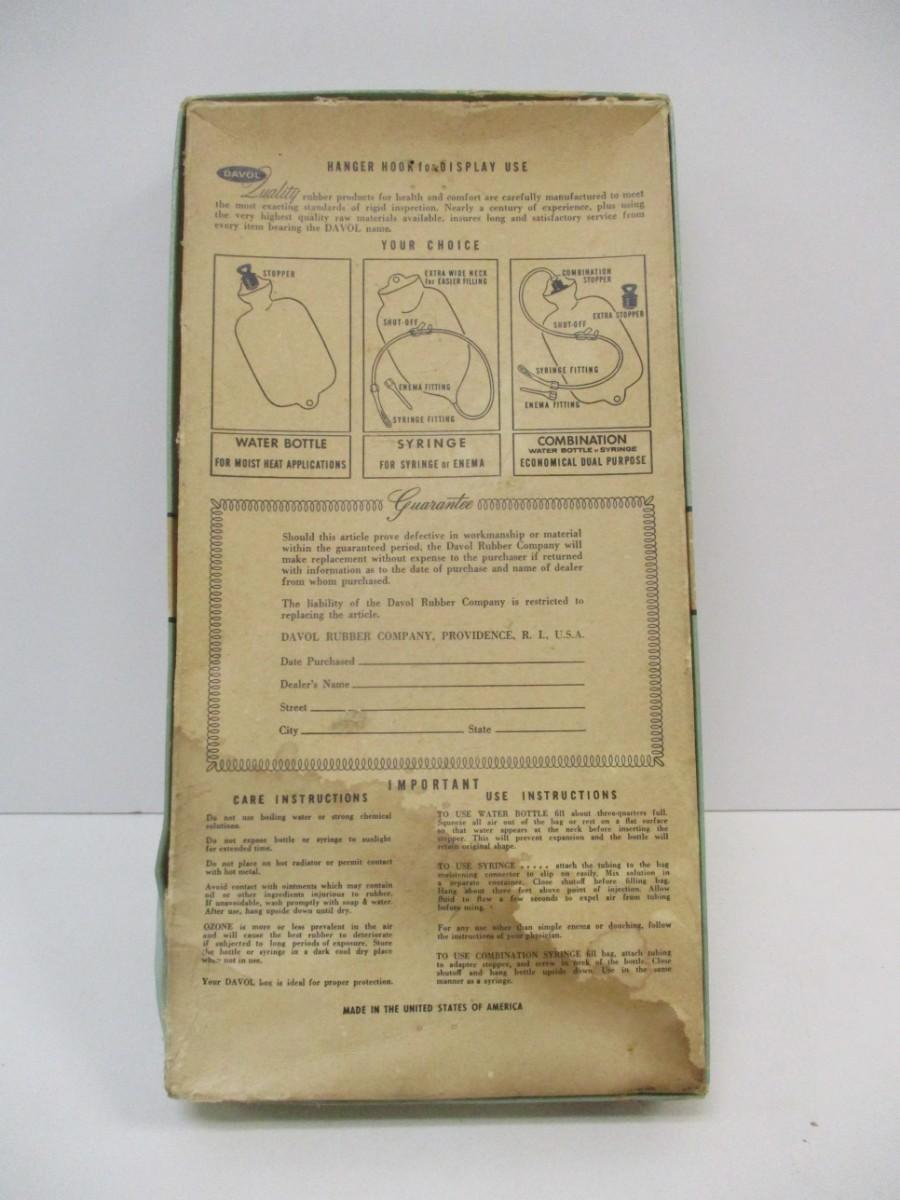 HANGER HOOK for DISPLAY USE
DAVOL
Quality rubber products for health and comfort are carefully manufactured to meet
the most exacting standards of rigid inspection. Nearly a century of experience, plus using
the very highest quality raw materials available, insures long and satisfactory service from
every item bearing the DAVOL name.
YOUR CHOICE
STOPPER
WATER BOTTLE
FOR MOIST HEAT APPLICATIONS
EXTRA WIDE NECK
for EASIER FILLING
SHUT-OFF
ENEMA FITTING
SYRINGE FITTING
SYRINGE
FOR SYRINGE or ENEMA
COMBINATION
STOPPER
EXTRA STOPPER
SHUT-OFF
SYRINGE FITTING
ENEMA FITTING
COMBINATION
WATER BOTTLE SYRINGE
ECONOMICAL DUAL PURPOSE
Guarantee
Should this article prove defective in workmanship or material
within the guaranteed period, the Davol Rubber Company will
make replacement without expense to the purchaser if returned
with information as to the date of purchase and name of dealer
from whom purchased.
The liability of the Davol Rubber Company is restricted to
replacing the article.
DAVOL RUBBER COMPANY, PROVIDENCE, R. I., U.S.A.
Date Purchased
Dealer's Name
Street
City State
IMPORTANT
CARE INSTRUCTIONS
Do not use boiling water or strong chemical
solutions.
Do not expose bottle or syringe to sunlight
for extended time.
Do not place on hot radiator or permit contact
with hot metal.
Avoid contact with ointments which may contain
oil or other ingredients injurious to rubber.
If unavoidable, wash promptly with soap & water.
After use, hang upside down until dry.
OZONE is more or less prevalent in the air
and will cause the best rubber to deteriorate
if subjected to long periods of exposure. Store
the bottle or syringe in a dark cool dry place
when not in use.
Your DAVOL box is ideal for proper protection.
USE INSTRUCTIONS
TO USE WATER BOTTLE fill about three-quarters full.
Squeeze all air out of the bag or rest on a flat surface
so that water appears at the neck before inserting the
stopper. This will prevent expansion and the bottle will
retain original shape.
TO USE SYRINGE ..... attach the tubing to the bag
moistening connector to slip on easily. Mix solution in
a separate container. Close shutoff before filling bag.
Hang about three feet above point of injection. Allow
fluid to flow a few seconds to expel air from tubing
before using.
For any use other than simple enema or douching, follow
the instructions of your physician.
TO USE COMBINATION SYRINGE fill bag, attach tubing
to adapter stopper, and screw in neck of the bottle. Close
shutoff and hang bottle upside down. Use in the same
manner as a syringe.
MADE IN THE UNITED STATES OF AMERICA